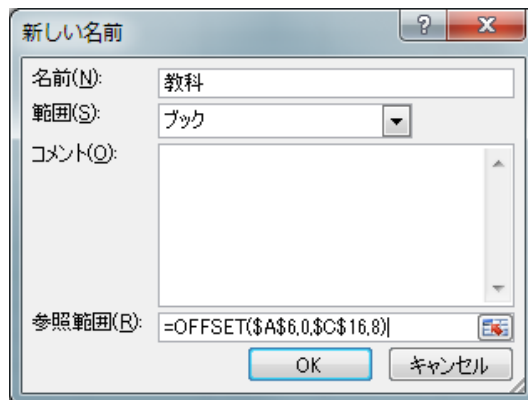 新しい名前
名前(N): 教科
範囲(S): ブック
コメント(O):
参照範囲(R): =OFFSET($A$6,0,$C$16,8)
OK キャンセル